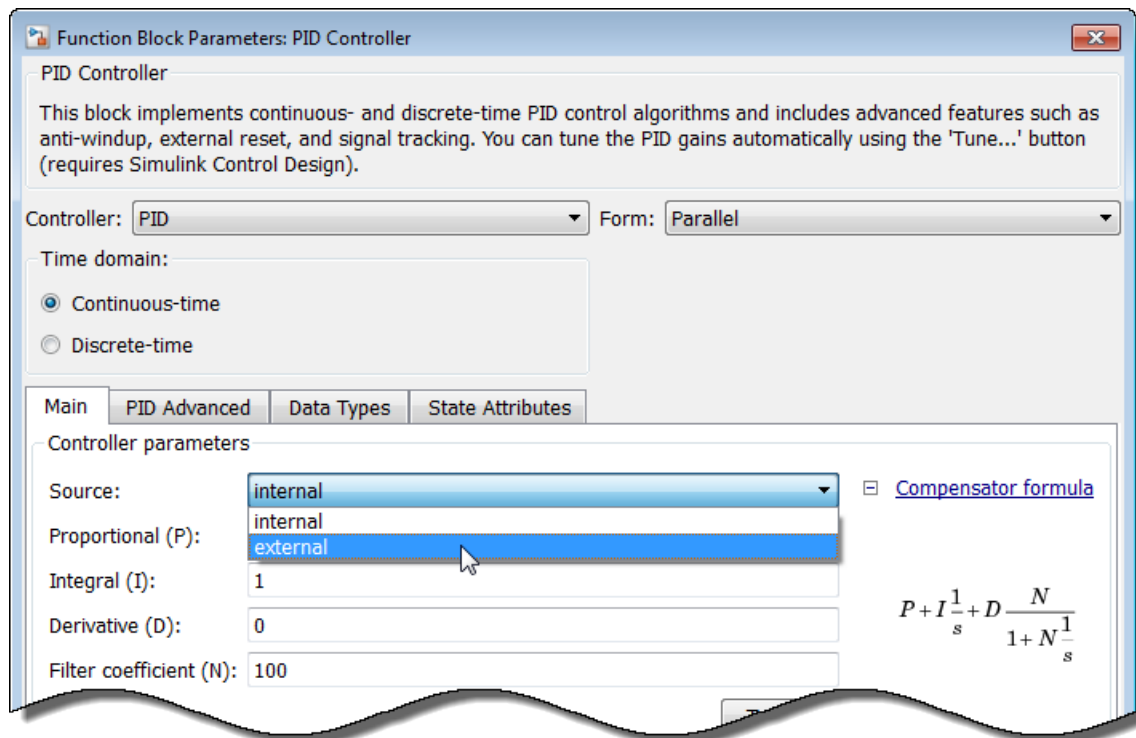 Function Block Parameters: PID Controller
PID Controller
This block implements continuous- and discrete-time PID control algorithms and includes advanced features such as
anti-windup, external reset, and signal tracking. You can tune the PID gains automatically using the 'Tune...' button
(requires Simulink Control Design).
Controller: PID Form: Parallel
Time domain:
Continuous-time
Discrete-time
Main PID Advanced Data Types State Attributes
Controller parameters
Source: internal Compensator formula
internal
Proportional (P):
external
Integral (I): 1
P + I 1/s + D N/(1 + N 1/s)
Derivative (D): 0
Filter coefficient (N): 100